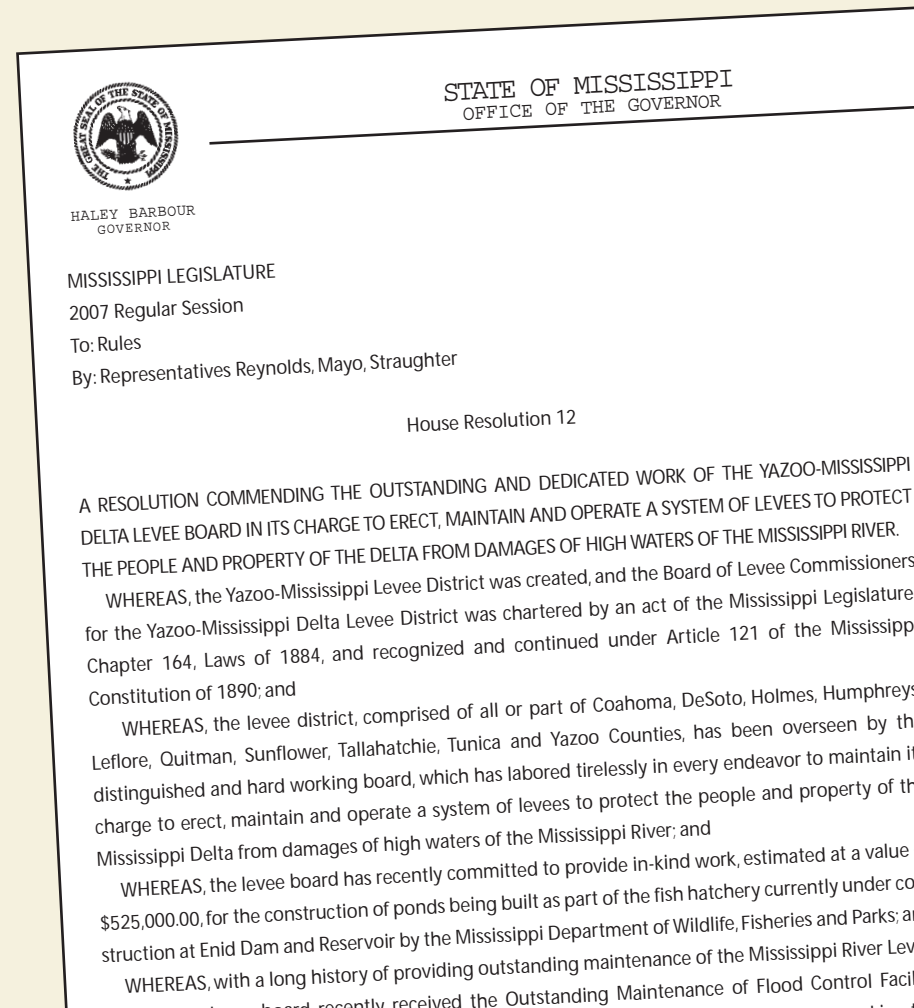 THE GREAT SEAL OF THE STATE OF MISSISSIPPI
STATE OF MISSISSIPPI
OFFICE OF THE GOVERNOR
HALEY BARBOUR
GOVERNOR
MISSISSIPPI LEGISLATURE
2007 Regular Session
To: Rules
By: Representatives Reynolds, Mayo, Straughter
House Resolution 12
A RESOLUTION COMMENDING THE OUTSTANDING AND DEDICATED WORK OF THE YAZOO-MISSISSIPPI
DELTA LEVEE BOARD IN ITS CHARGE TO ERECT, MAINTAIN AND OPERATE A SYSTEM OF LEVEES TO PROTECT
THE PEOPLE AND PROPERTY OF THE DELTA FROM DAMAGES OF HIGH WATERS OF THE MISSISSIPPI RIVER.
WHEREAS, the Yazoo-Mississippi Levee District was created, and the Board of Levee Commissioners
for the Yazoo-Mississippi Delta Levee District was chartered by an act of the Mississippi Legislature
Chapter 164, Laws of 1884, and recognized and continued under Article 121 of the Mississipp
Constitution of 1890; and
WHEREAS, the levee district, comprised of all or part of Coahoma, DeSoto, Holmes, Humphreys
Leflore, Quitman, Sunflower, Tallahatchie, Tunica and Yazoo Counties, has been overseen by th
distinguished and hard working board, which has labored tirelessly in every endeavor to maintain it
charge to erect, maintain and operate a system of levees to protect the people and property of th
Mississippi Delta from damages of high waters of the Mississippi River; and
WHEREAS, the levee board has recently committed to provide in-kind work, estimated at a value
$525,000.00, for the construction of ponds being built as part of the fish hatchery currently under co
struction at Enid Dam and Reservoir by the Mississippi Department of Wildlife, Fisheries and Parks; a
WHEREAS, with a long history of providing outstanding maintenance of the Mississippi River Lev
board recently received the Outstanding Maintenance of Flood Control Facil